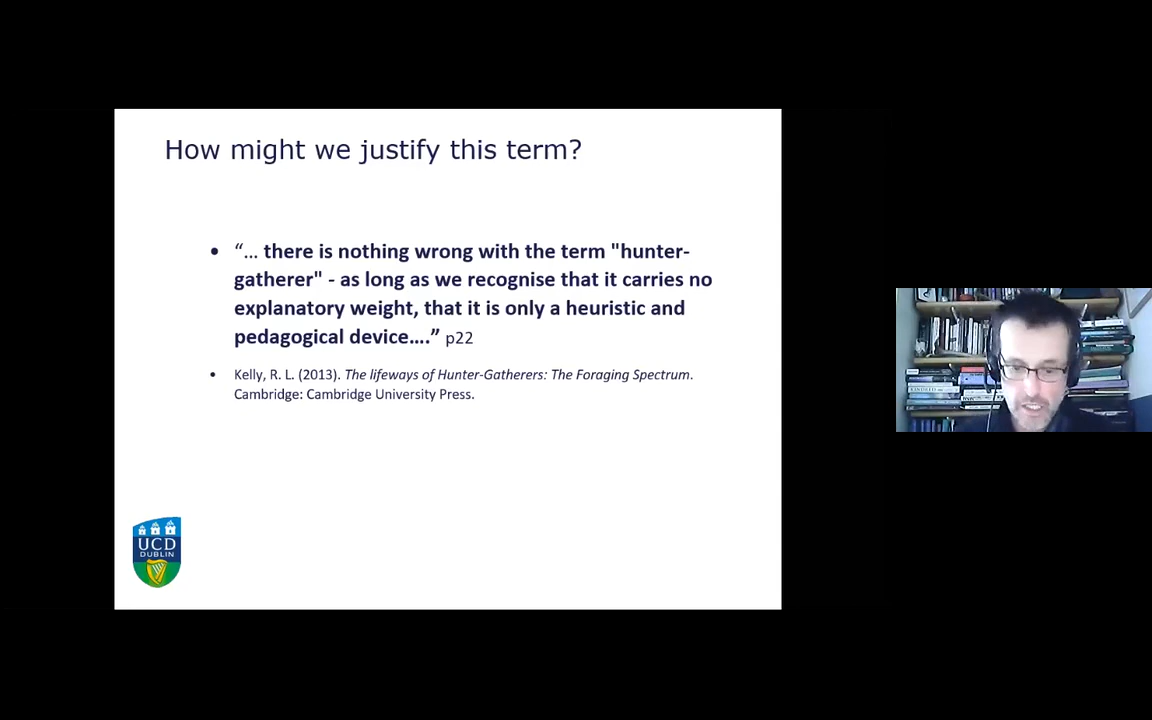 How might we justify this term?
• “... there is nothing wrong with the term "hunter-
gatherer" - as long as we recognise that it carries no
explanatory weight, that it is only a heuristic and
pedagogical device....” p22
• Kelly, R. L. (2013). The lifeways of Hunter-Gatherers: The Foraging Spectrum.
Cambridge: Cambridge University Press.
UCD
DUBLIN